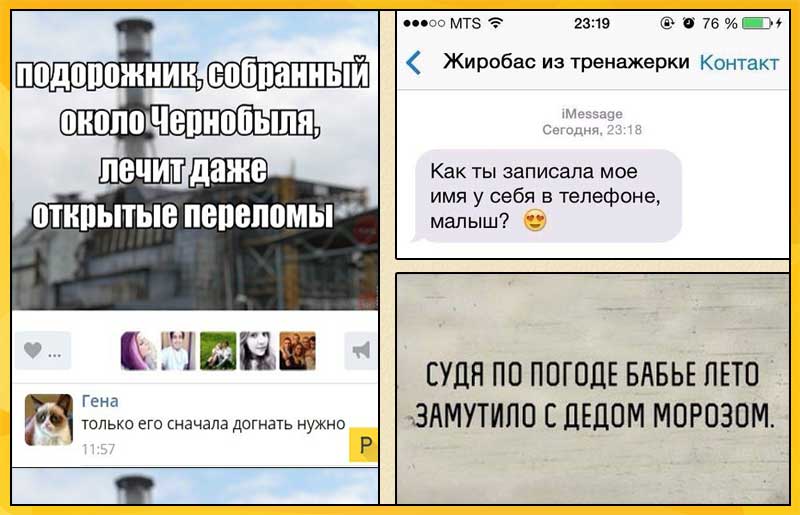 подорожник, собранный
около Чернобыля,
лечит даже
открытые переломы
...
Гена
только его сначала догнать нужно
11:57
P
MTS 23:19 76 %
Жиробас из тренажерки Контакт
iMessage
Сегодня, 23:18
Как ты записала мое
имя у себя в телефоне,
малыш? 😍
СУДЯ ПО ПОГОДЕ БАБЬЕ ЛЕТО
ЗАМУТИЛО С ДЕДОМ МОРОЗОМ.